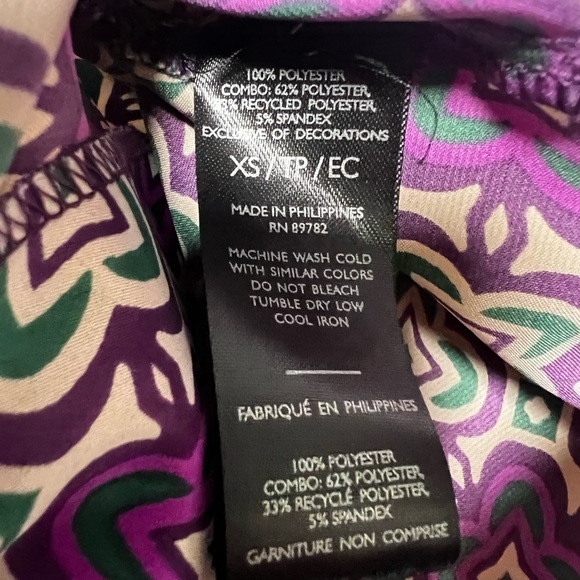 100% POLYESTER
COMBO: 62% POLYESTER,
33% RECYCLED POLYESTER,
5% SPANDEX
EXCLUSIVE OF DECORATIONS
XS / TP / EC
MADE IN PHILIPPINES
RN 89782
MACHINE WASH COLD
WITH SIMILAR COLORS
DO NOT BLEACH
TUMBLE DRY LOW
COOL IRON
FABRIQUÉ EN PHILIPPINES
100% POLYESTER
COMBO: 62% POLYESTER,
33% RECYCLÉ POLYESTER,
5% SPANDEX
GARNITURE NON COMPRISE